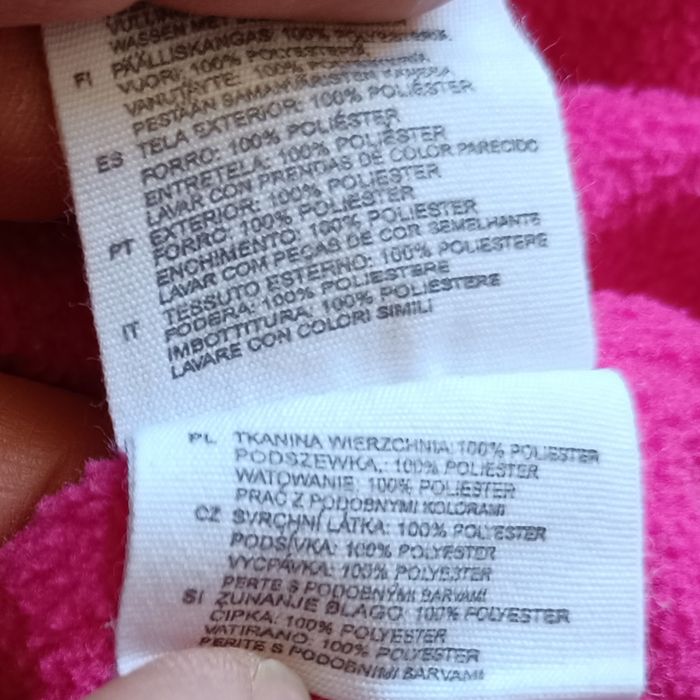 WASSEN ME
FI PÄÄLLISKANGAS: 100% POLYESTERIÄ
VUORI: 100% POLYESTERIÄ
VANUTÄYTE: 100% POLYESTERIÄ
PESTÄÄN SAMANVÄRISTEN KANSSA
ES TELA EXTERIOR: 100% POLIÉSTER
FORRO: 100% POLIÉSTER
ENTRETELA: 100% POLIÉSTER
LAVAR CON PRENDAS DE COLOR PARECIDO
PT EXTERIOR: 100% POLIÉSTER
FORRO: 100% POLIÉSTER
ENCHIMENTO: 100% POLIÉSTER
LAVAR COM PEÇAS DE COR SEMELHANTE
IT TESSUTO ESTERNO: 100% POLIESTERE
FODERA: 100% POLIESTERE
IMBOTTITURA: 100% POLIESTERE
LAVARE CON COLORI SIMILI
PL TKANINA WIERZCHNIA: 100% POLIESTER
PODSZEWKA,: 100% POLIESTER
WATOWANIE: 100% POLIESTER
PRAĆ Z PODOBNYMI KOLORAMI
CZ SVRCHNÍ LÁTKA: 100% POLYESTER
PODŠÍVKA: 100% POLYESTER
VYCPÁVKA: 100% POLYESTER
PERTE S PODOBNÝMI BARVAMI
SI ZUNANJE BLAGO: 100% POLYESTER
ČIPKA: 100% POLYESTER
VATIRANO: 100% POLYESTER
PERITE S PODOBNIMI BARVAMI